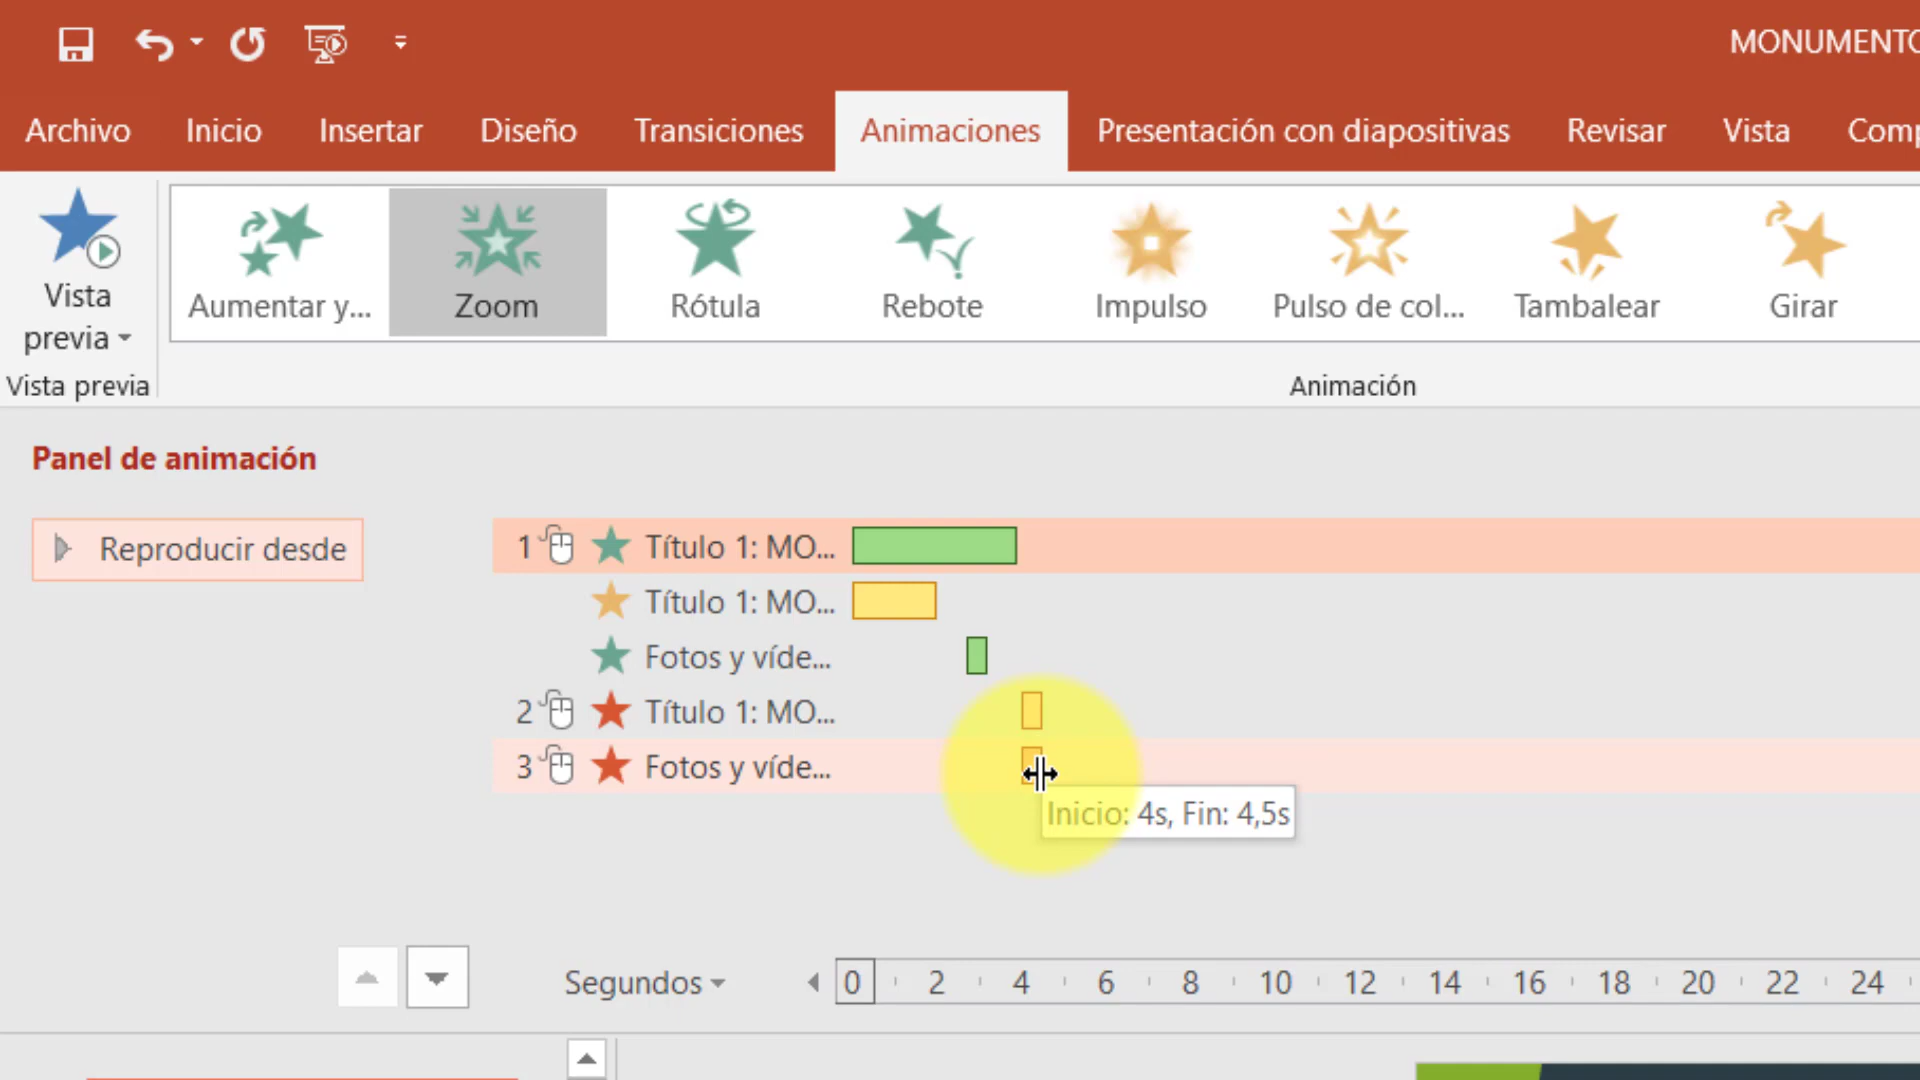 MONUMENTO
Archivo Inicio Insertar Diseño Transiciones Animaciones Presentación con diapositivas Revisar Vista Comp
Vista previa
Aumentar y... Zoom Rótula Rebote Impulso Pulso de col... Tambalear Girar
Vista previa Animación
Panel de animación
Reproducir desde
1 Título 1: MO...
Título 1: MO...
Fotos y víde...
2 Título 1: MO...
3 Fotos y víde...
Inicio: 4s, Fin: 4,5s
Segundos 0 2 4 6 8 10 12 14 16 18 20 22 24